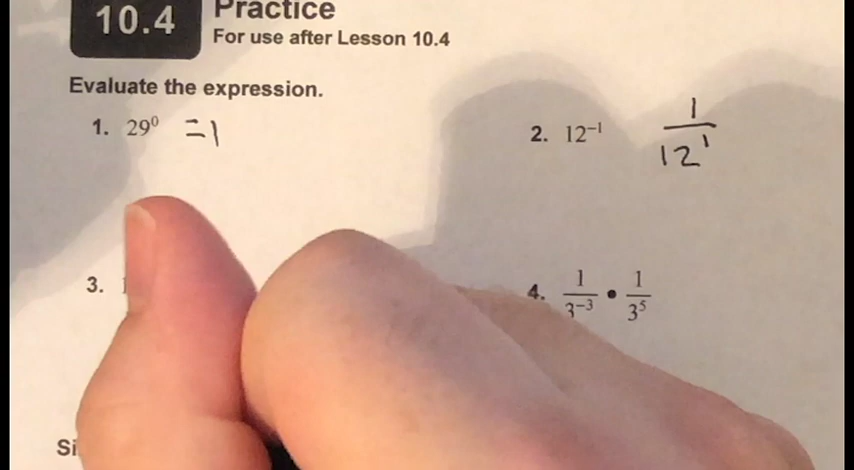 10.4
Practice
For use after Lesson 10.4
Evaluate the expression.
1. 29⁰ =1
2. 12⁻¹ 1/12¹
3.
4. 1/3⁻³ • 1/3⁵